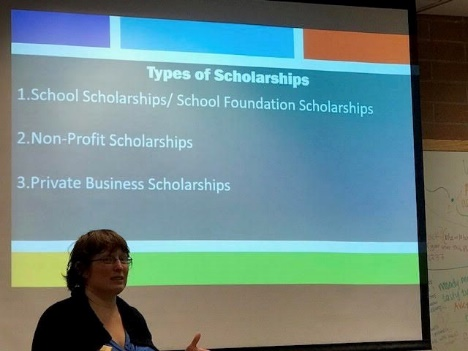 Types of Scholarships
1.School Scholarships/ School Foundation Scholarships
2.Non-Profit Scholarships
3.Private Business Scholarships